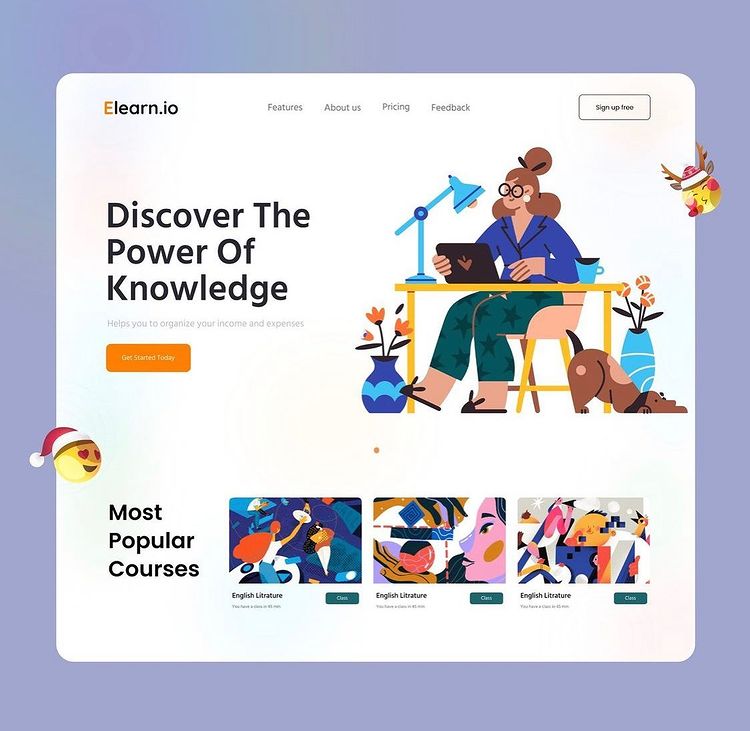 Elearn.io
Features
About us
Pricing
Feedback
Sign up free
Discover The
Power Of
Knowledge
Helps you to organize your income and expenses
Get Started Today
Most
Popular
Courses
English Litrature
You have a class in 45 min
Class
English Litrature
You have a class in 45 min
Class
English Litrature
You have a class in 45 min
Class